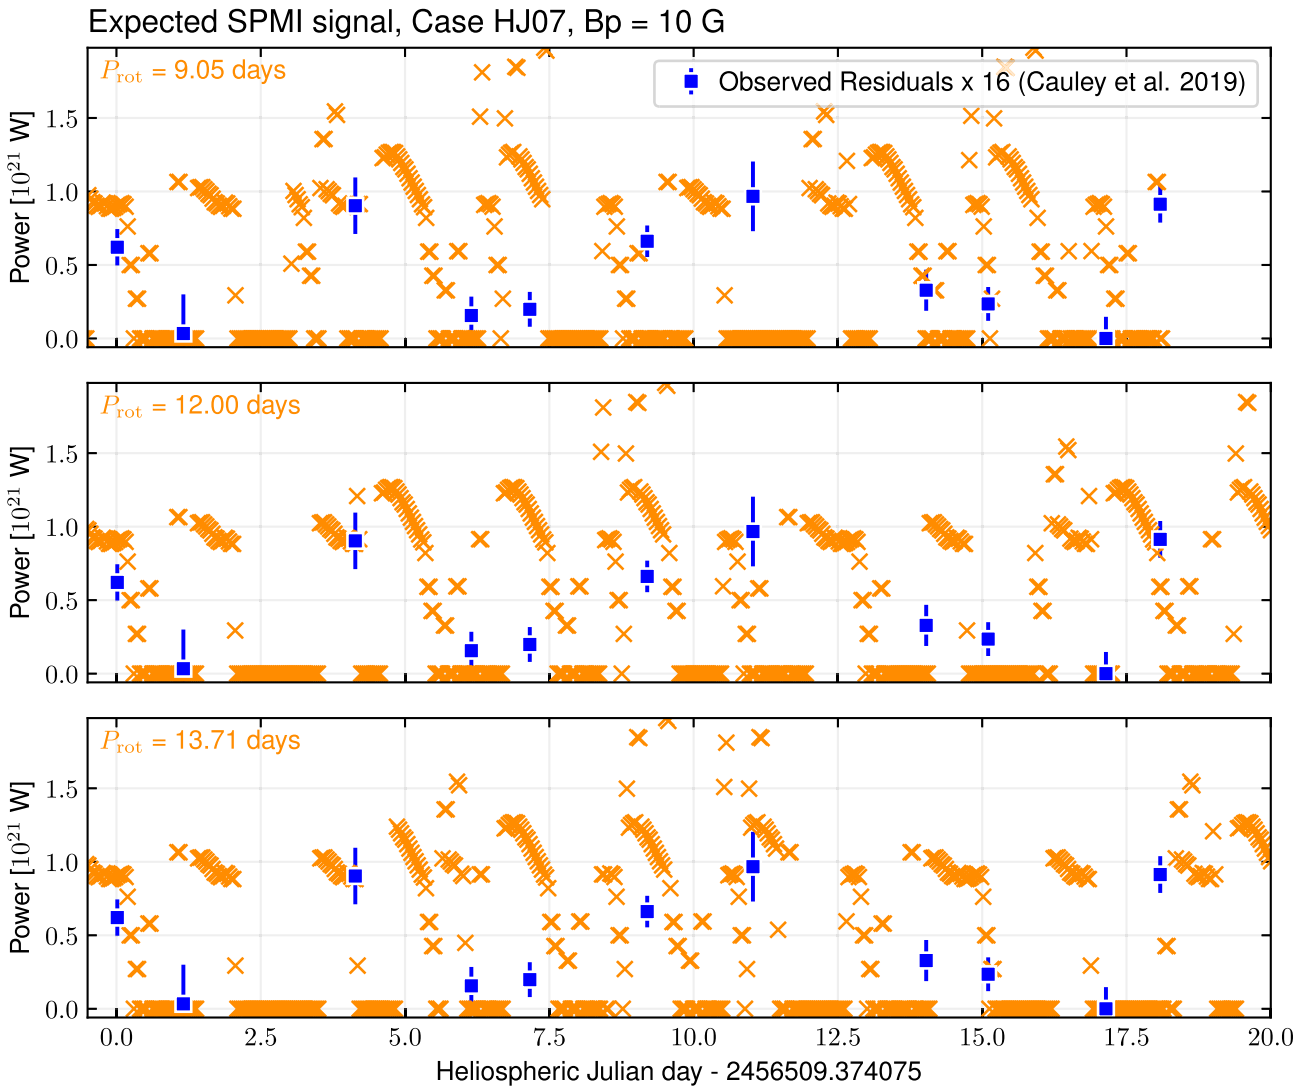 Expected SPMI signal, Case HJ07, Bp = 10 G
P_rot = 9.05 days
Observed Residuals x 16 (Cauley et al. 2019)
Power [10^21 W]
1.5
1.0
0.5
0.0
P_rot = 12.00 days
Power [10^21 W]
1.5
1.0
0.5
0.0
P_rot = 13.71 days
Power [10^21 W]
1.5
1.0
0.5
0.0
0.0 2.5 5.0 7.5 10.0 12.5 15.0 17.5 20.0
Heliospheric Julian day - 2456509.374075